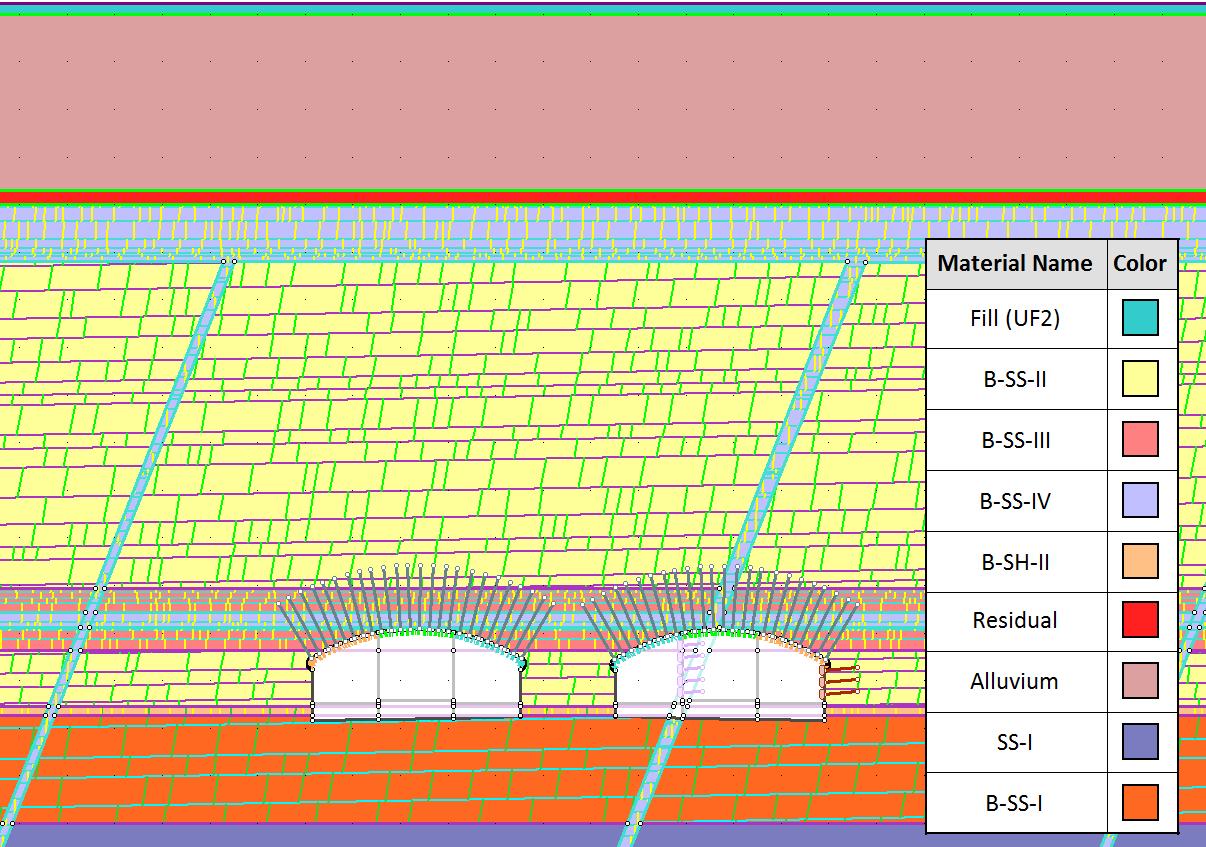 Material Name Color
Fill (UF2)
B-SS-II
B-SS-III
B-SS-IV
B-SH-II
Residual
Alluvium
SS-I
B-SS-I